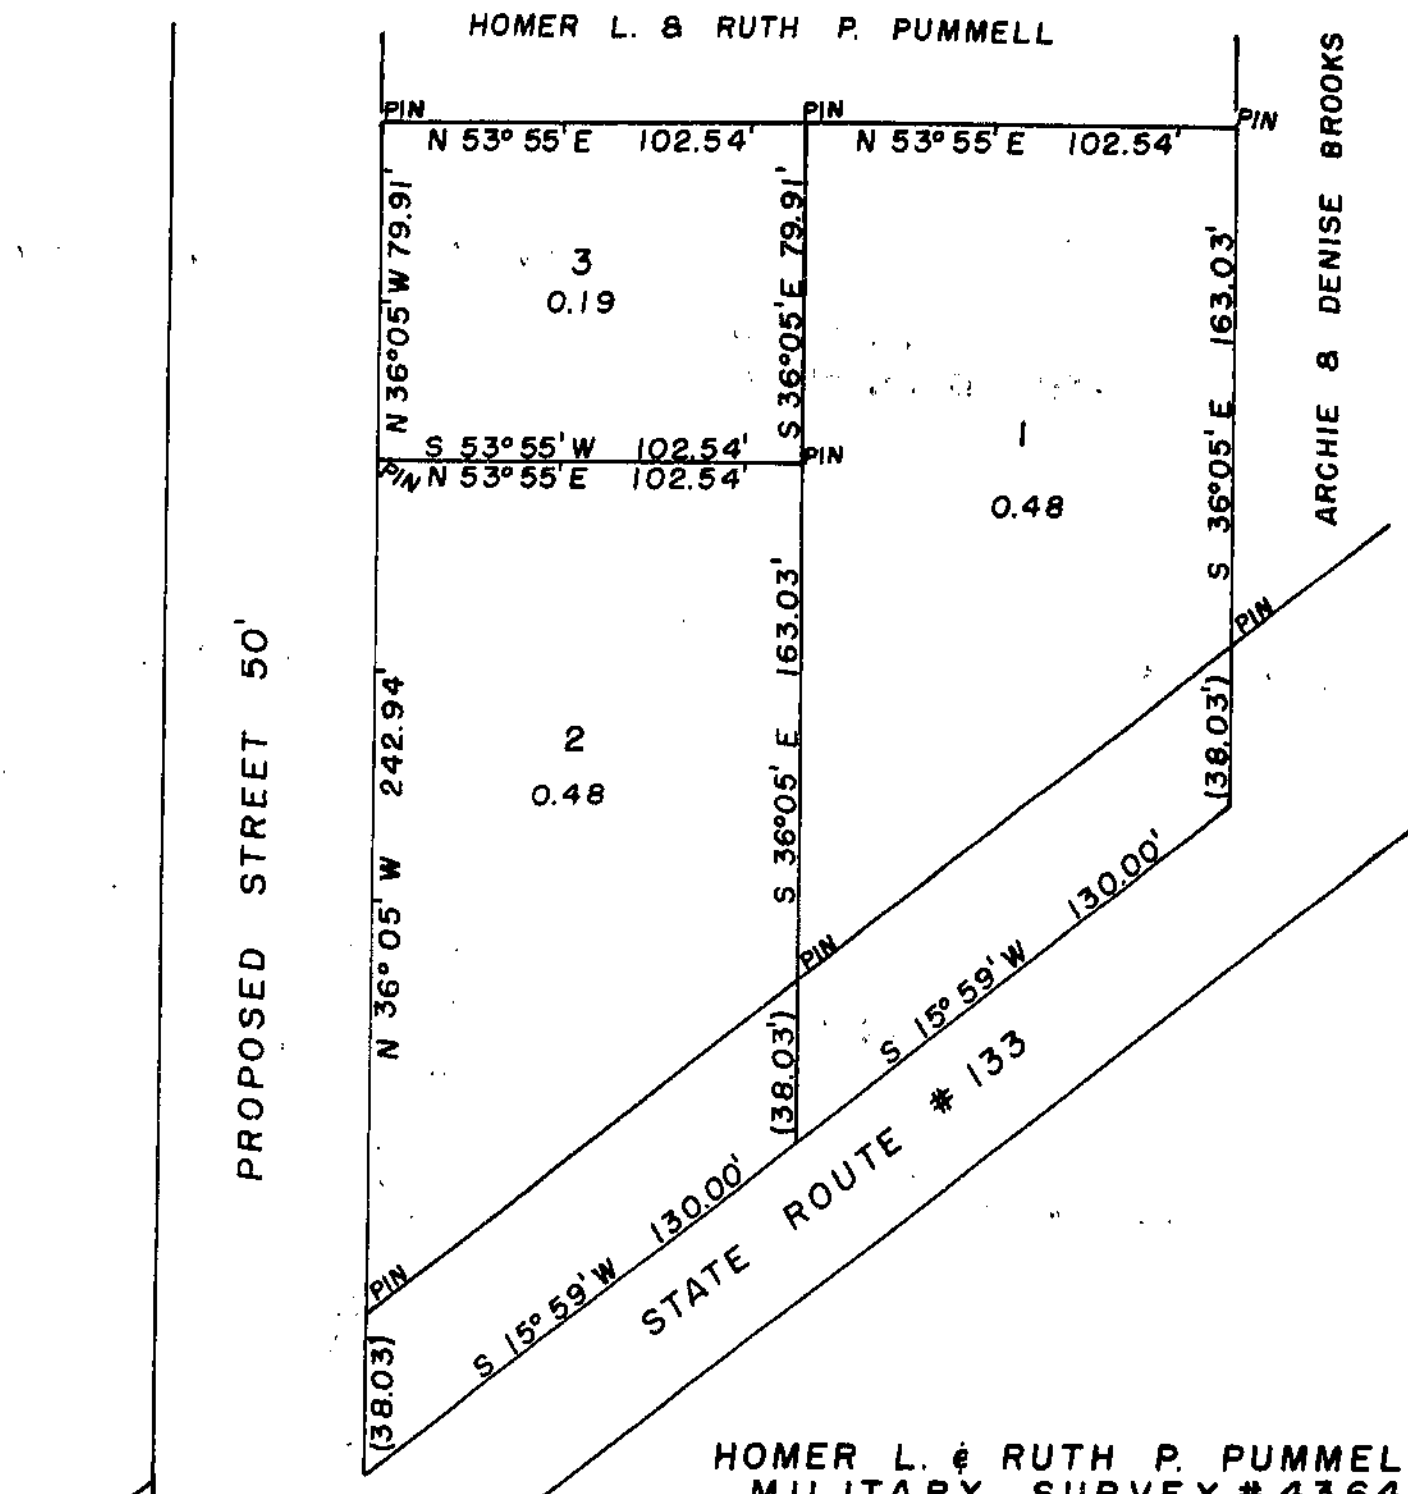 HOMER L. & RUTH P. PUMMELL
ARCHIE & DENISE BROOKS
PIN
PIN
PIN
N 53° 55' E 102.54'
N 53° 55' E 102.54'
N 36°05' W 79.91'
S 36°05' E 79.91'
S 36°05' E 163.03'
3
0.19
1
0.48
S 53° 55' W 102.54'
PIN
PIN
N 53° 55' E 102.54'
PROPOSED STREET 50'
N 36° 05' W 242.94'
2
0.48
S 36°05' E 163.03'
PIN
(38.03')
PIN
(38.03')
S 15° 59' W 130.00'
PIN
(38.03)
S 15° 59' W 130.00'
STATE ROUTE # 133
HOMER L. & RUTH P. PUMMEL
MILITARY SURVEY # 4364